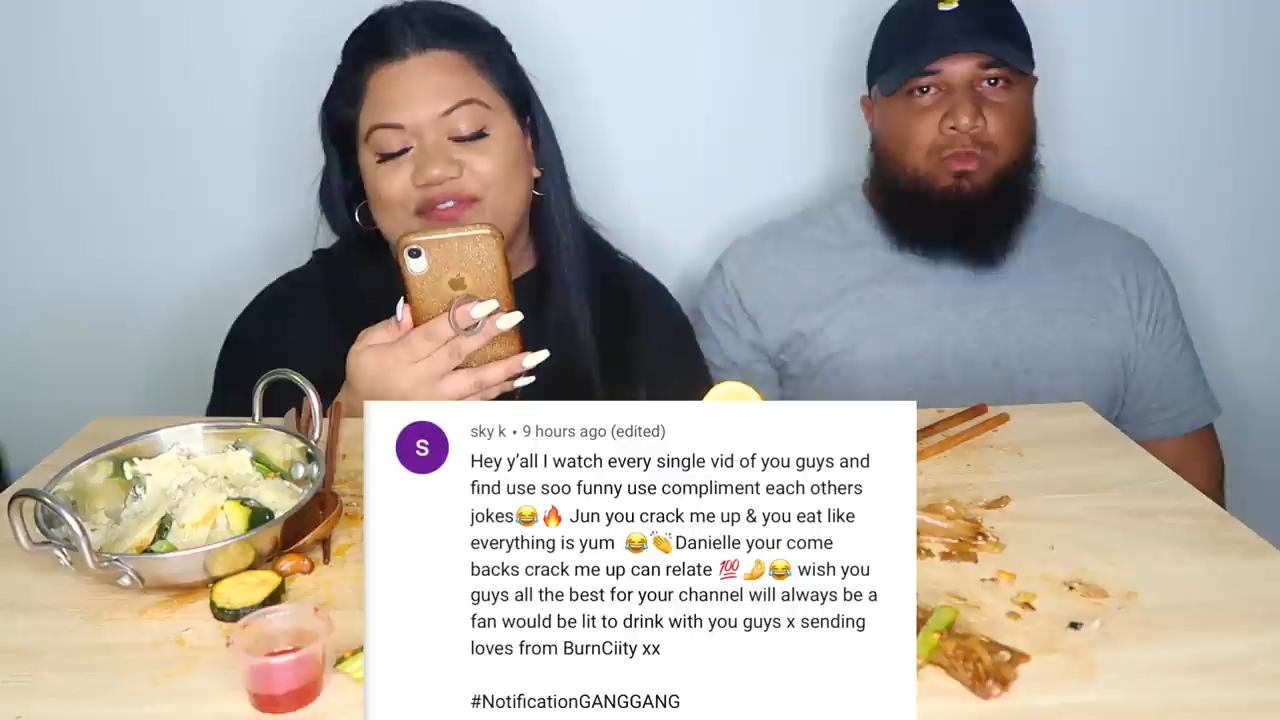 S
sky k • 9 hours ago (edited)
Hey y’all I watch every single vid of you guys and
find use soo funny use compliment each others
jokes😂🔥 Jun you crack me up & you eat like
everything is yum 😂👏Danielle your come
backs crack me up can relate 💯🤌😂 wish you
guys all the best for your channel will always be a
fan would be lit to drink with you guys x sending
loves from BurnCiity xx
#NotificationGANGGANG